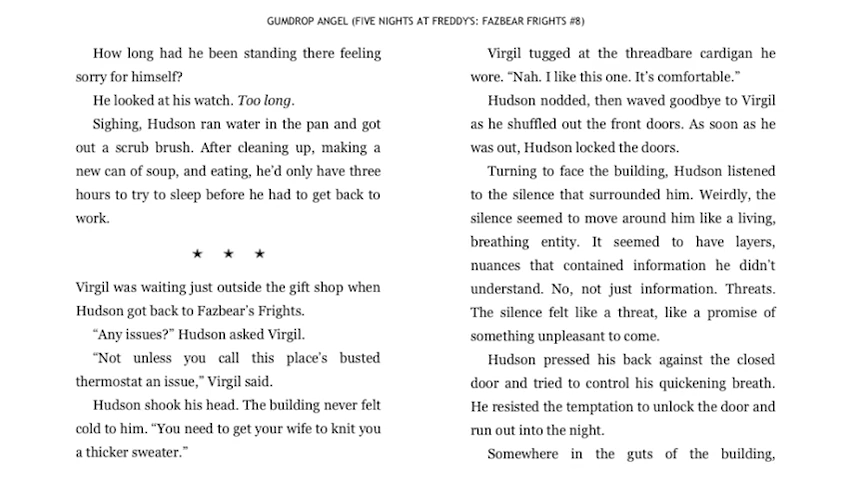 GUMDROP ANGEL (FIVE NIGHTS AT FREDDY'S: FAZBEAR FRIGHTS #8)
How long had he been standing there feeling
sorry for himself?
He looked at his watch. Too long.
Sighing, Hudson ran water in the pan and got
out a scrub brush. After cleaning up, making a
new can of soup, and eating, he’d only have three
hours to try to sleep before he had to get back to
work.
★ ★ ★
Virgil was waiting just outside the gift shop when
Hudson got back to Fazbear’s Frights.
“Any issues?” Hudson asked Virgil.
“Not unless you call this place’s busted
thermostat an issue,” Virgil said.
Hudson shook his head. The building never felt
cold to him. “You need to get your wife to knit you
a thicker sweater.”
Virgil tugged at the threadbare cardigan he
wore. “Nah. I like this one. It’s comfortable.”
Hudson nodded, then waved goodbye to Virgil
as he shuffled out the front doors. As soon as he
was out, Hudson locked the doors.
Turning to face the building, Hudson listened
to the silence that surrounded him. Weirdly, the
silence seemed to move around him like a living,
breathing entity. It seemed to have layers,
nuances that contained information he didn’t
understand. No, not just information. Threats.
The silence felt like a threat, like a promise of
something unpleasant to come.
Hudson pressed his back against the closed
door and tried to control his quickening breath.
He resisted the temptation to unlock the door and
run out into the night.
Somewhere in the guts of the building,